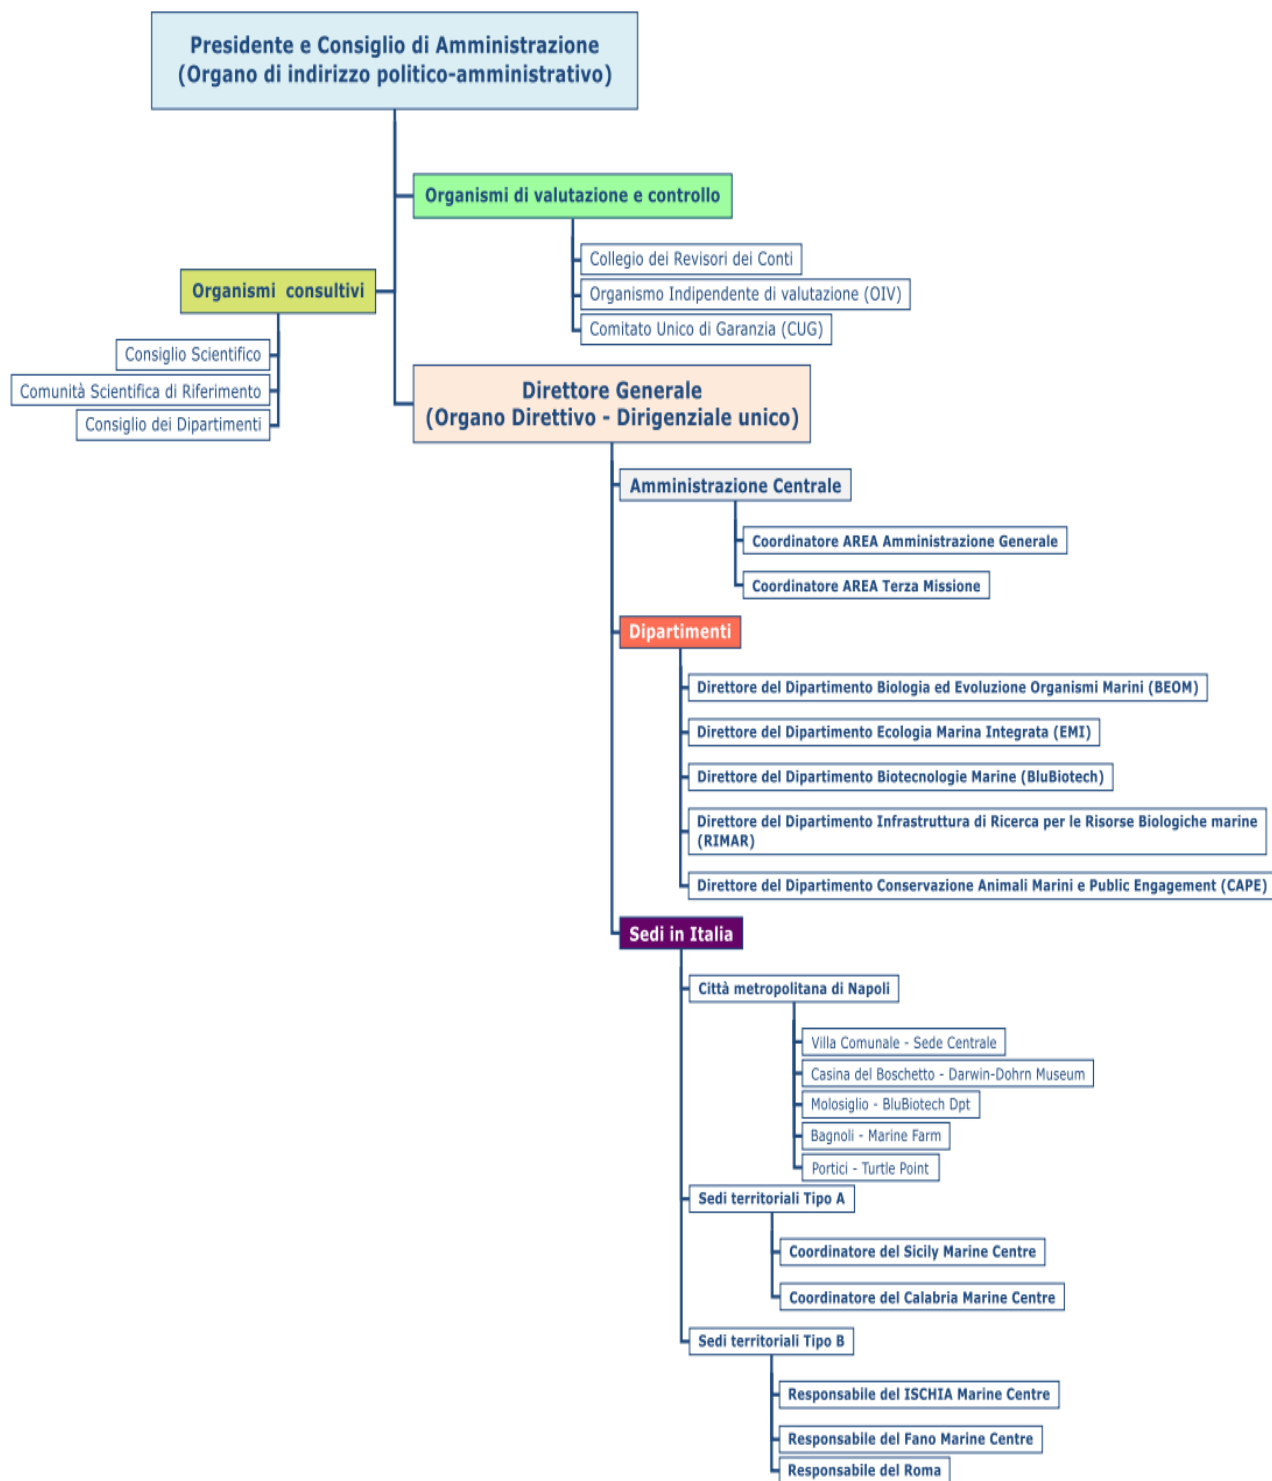 Presidente e Consiglio di Amministrazione
(Organo di indirizzo politico-amministrativo)
Organismi di valutazione e controllo
Collegio dei Revisori dei Conti
Organismo Indipendente di valutazione (OIV)
Comitato Unico di Garanzia (CUG)
Organismi consultivi
Consiglio Scientifico
Comunità Scientifica di Riferimento
Consiglio dei Dipartimenti
Direttore Generale
(Organo Direttivo - Dirigenziale unico)
Amministrazione Centrale
Coordinatore AREA Amministrazione Generale
Coordinatore AREA Terza Missione
Dipartimenti
Direttore del Dipartimento Biologia ed Evoluzione Organismi Marini (BEOM)
Direttore del Dipartimento Ecologia Marina Integrata (EMI)
Direttore del Dipartimento Biotecnologie Marine (BluBiotech)
Direttore del Dipartimento Infrastruttura di Ricerca per le Risorse Biologiche marine
(RIMAR)
Direttore del Dipartimento Conservazione Animali Marini e Public Engagement (CAPE)
Sedi in Italia
Città metropolitana di Napoli
Villa Comunale - Sede Centrale
Casina del Boschetto - Darwin-Dohrn Museum
Molosiglio - BluBiotech Dpt
Bagnoli - Marine Farm
Portici - Turtle Point
Sedi territoriali Tipo A
Coordinatore del Sicily Marine Centre
Coordinatore del Calabria Marine Centre
Sedi territoriali Tipo B
Responsabile del ISCHIA Marine Centre
Responsabile del Fano Marine Centre
Responsabile del Roma